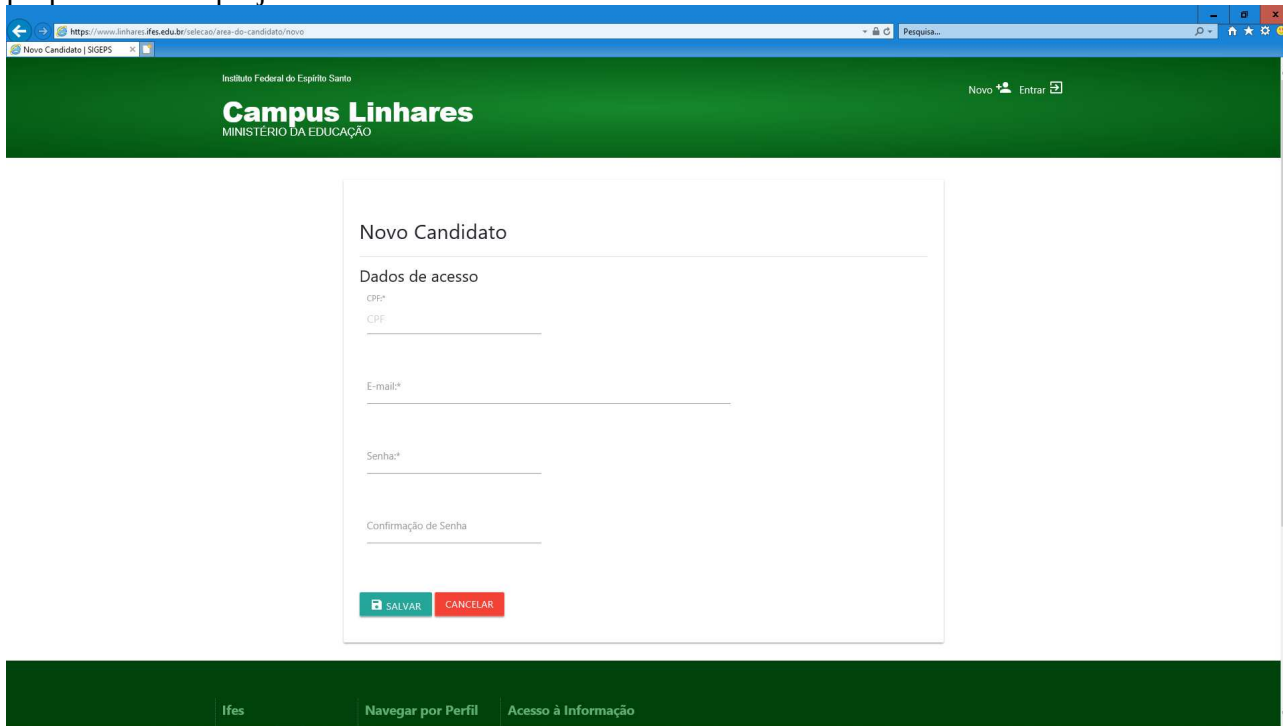 https://www.linhares.ifes.edu.br/selecao/area-do-candidato/novo
Pesquisa...
Novo Candidato | SIGEPS
Instituto Federal do Espírito Santo
Novo Entrar
Campus Linhares
MINISTÉRIO DA EDUCAÇÃO
Novo Candidato
Dados de acesso
CPF:*
CPF
E-mail:*
Senha:*
Confirmação de Senha
SALVAR CANCELAR
Ifes Navegar por Perfil Acesso à Informação